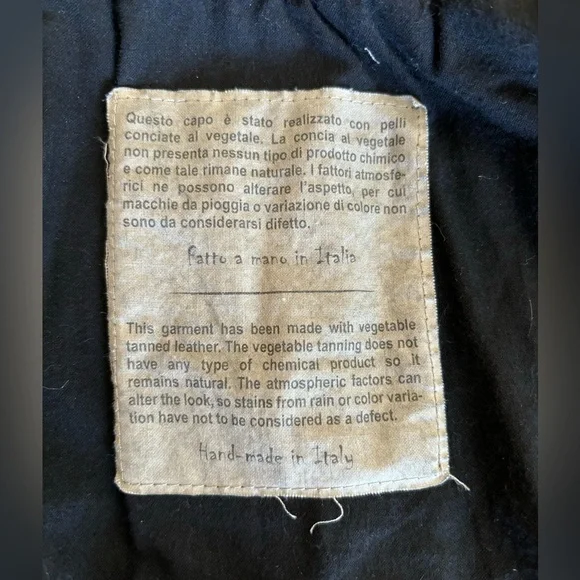 Questo capo è stato realizzato con pelli
conciate al vegetale. La concia al vegetale
non presenta nessun tipo di prodotto chimico
e come tale rimane naturale. I fattori atmosfe-
rici ne possono alterare l'aspetto, per cui
macchie da pioggia o variazione di colore non
sono da considerarsi difetto.
Fatto a mano in Italia
This garment has been made with vegetable
tanned leather. The vegetable tanning does not
have any type of chemical product so it
remains natural. The atmospheric factors can
alter the look, so stains from rain or color varia-
tion have not to be considered as a defect.
Hand-made in Italy